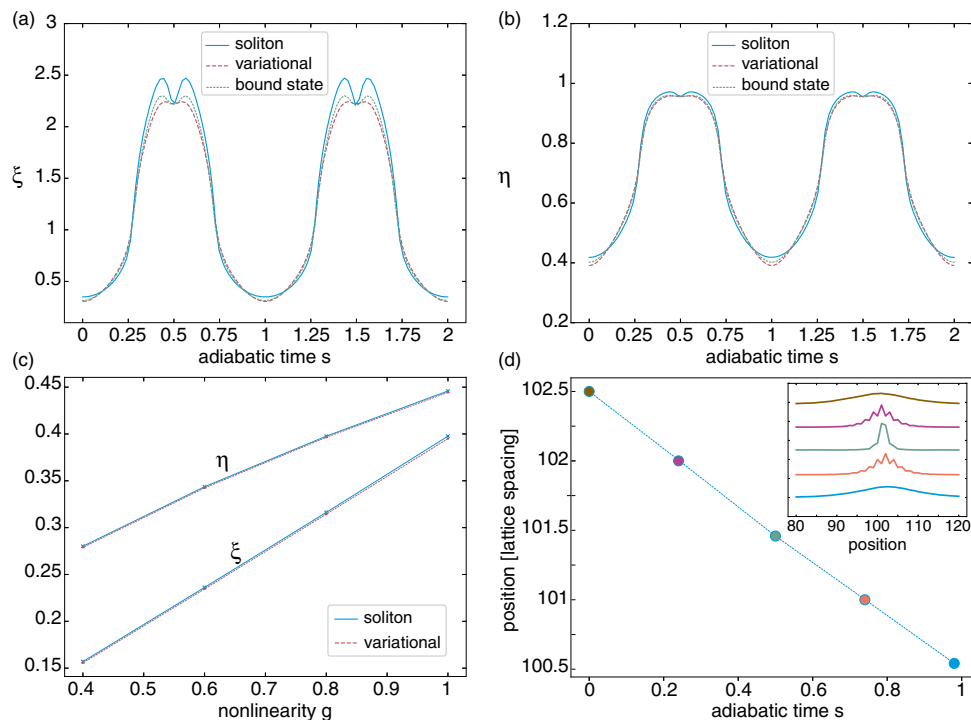 (a)
3
2.5
2
1.5
1
0.5
ξ
soliton
variational
bound state
0 0.25 0.5 0.75 1 1.25 1.5 1.75 2
adiabatic time s
(b)
1.2
1
0.8
0.6
0.4
0.2
η
soliton
variational
bound state
0 0.25 0.5 0.75 1 1.25 1.5 1.75 2
adiabatic time s
(c)
0.45
0.4
0.35
0.3
0.25
0.2
0.15
η
ξ
soliton
variational
0.4 0.5 0.6 0.7 0.8 0.9 1
nonlinearity g
(d)
102.5
102
101.5
101
100.5
position [lattice spacing]
80 90 100 110 120
position
0 0.2 0.4 0.6 0.8 1
adiabatic time s